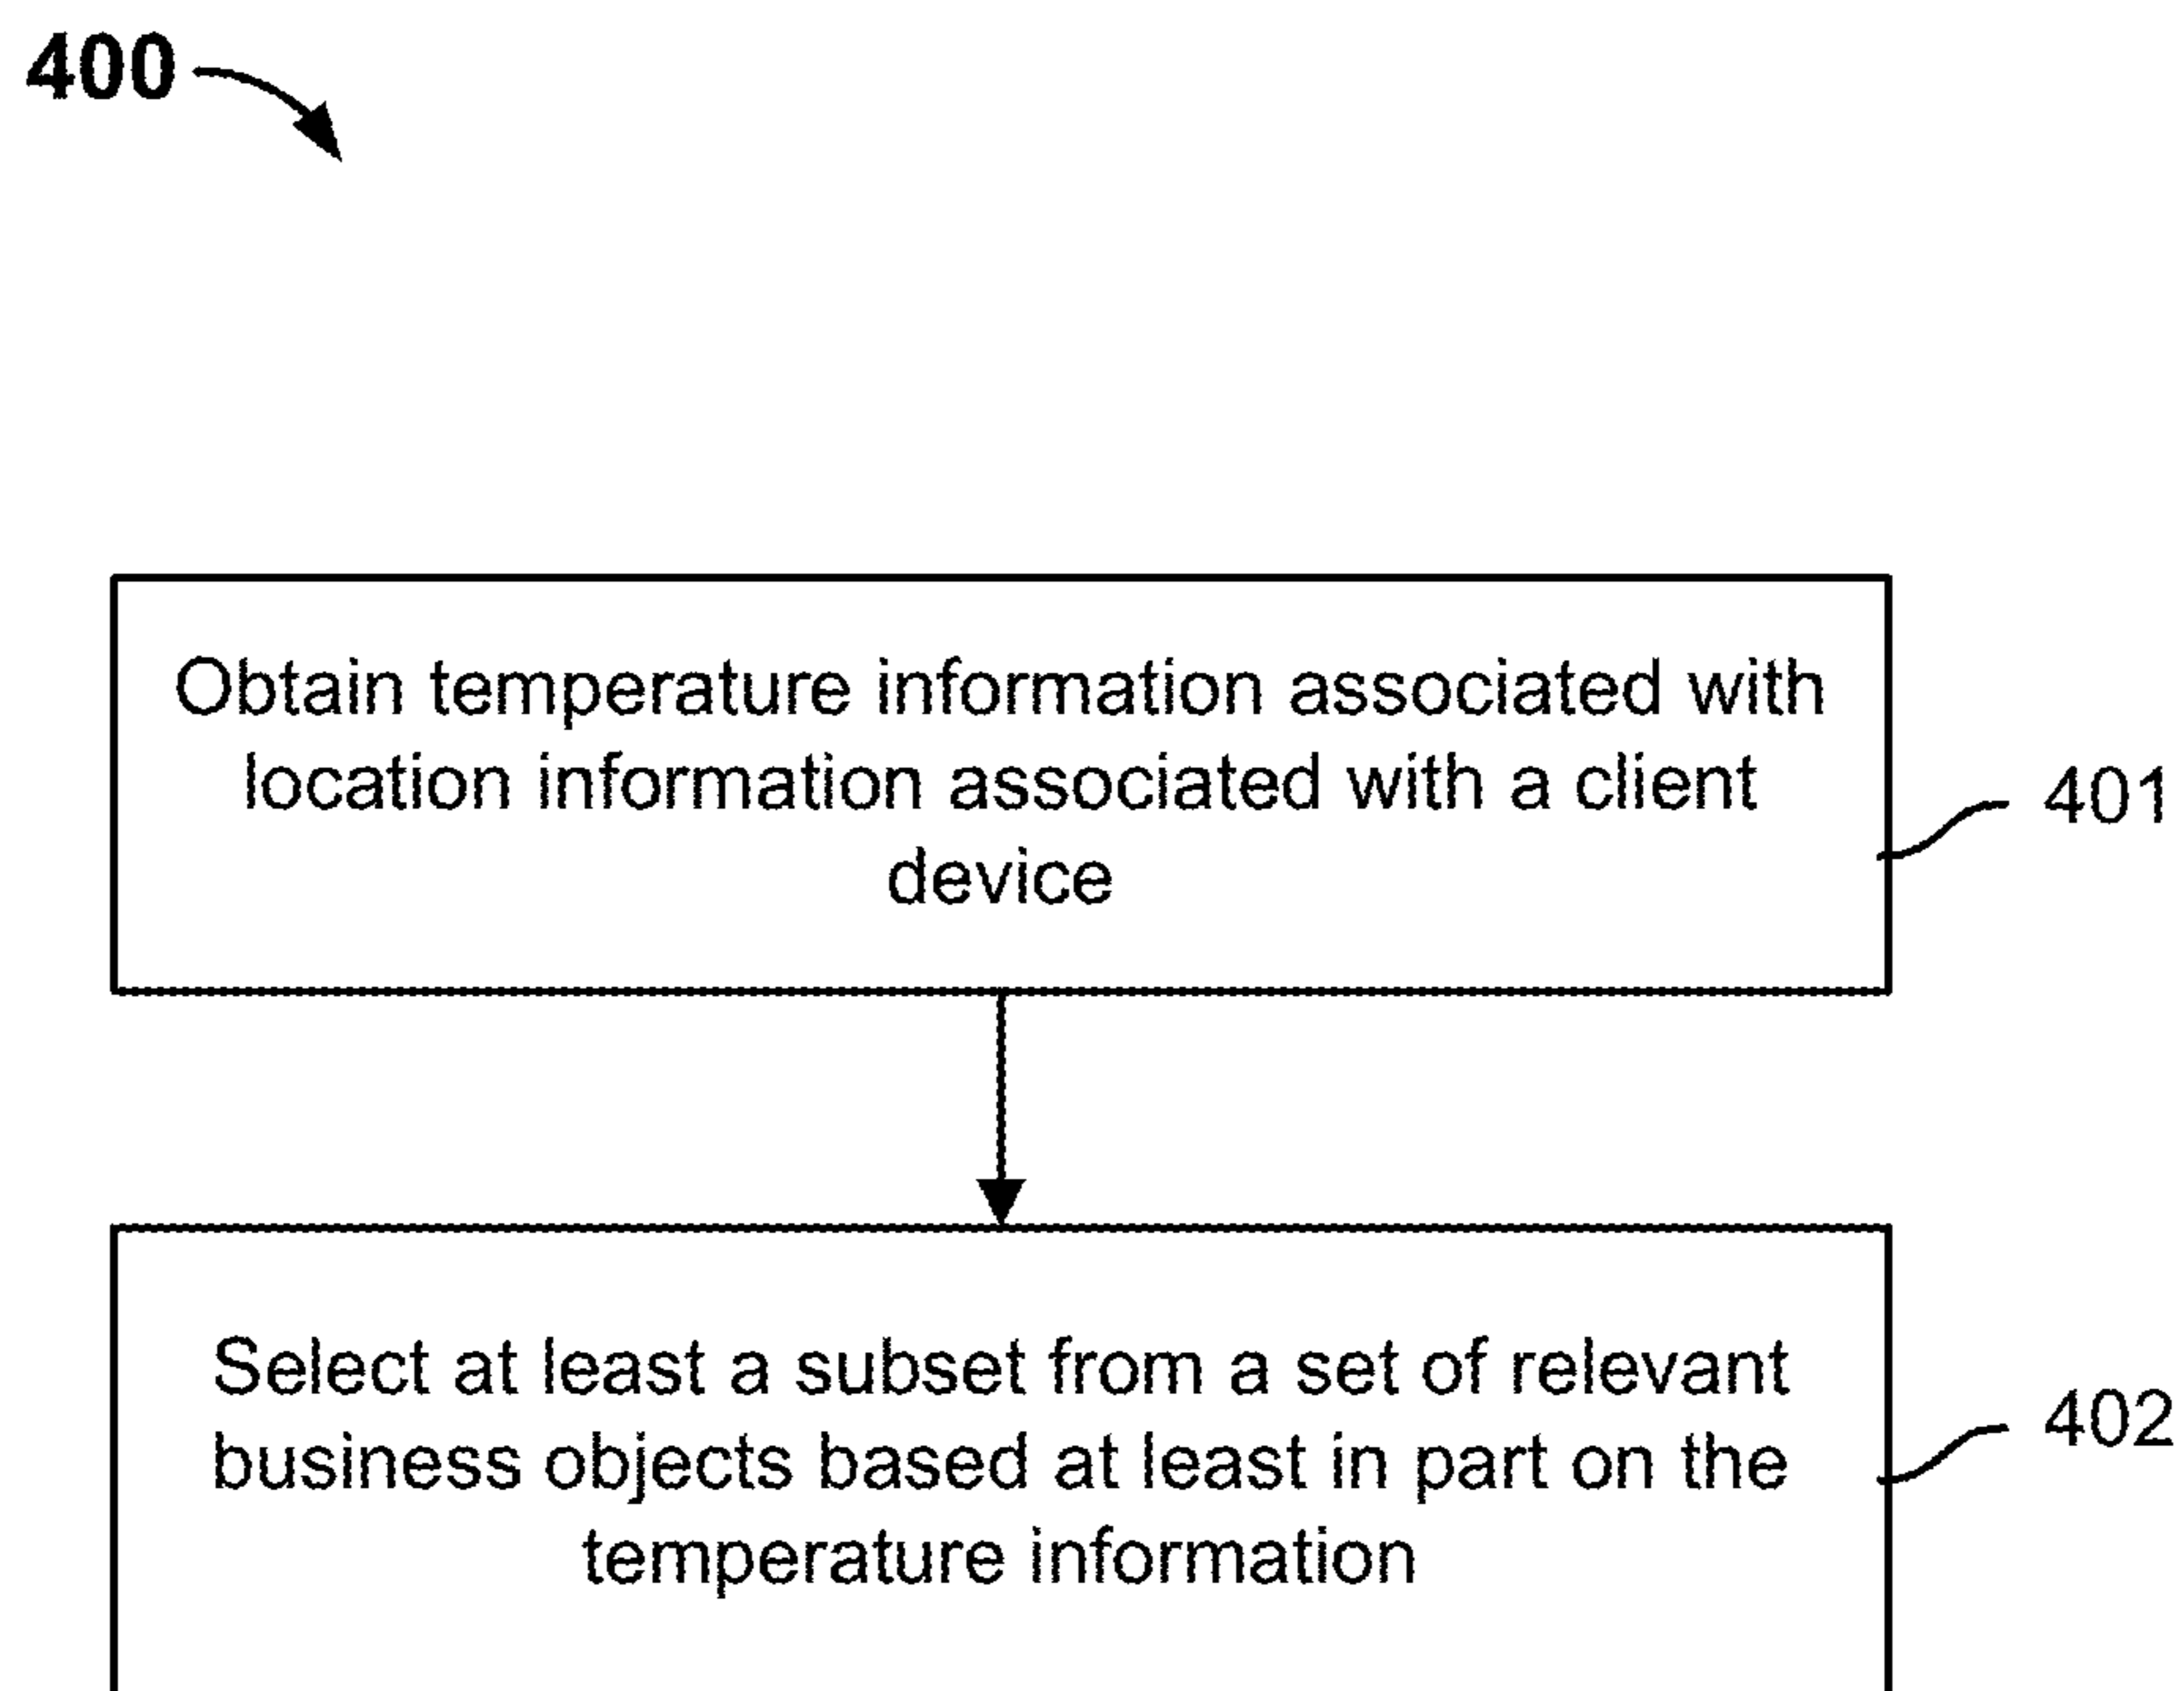 400
Obtain temperature information associated with
location information associated with a client
device
401
Select at least a subset from a set of relevant
business objects based at least in part on the
temperature information
402